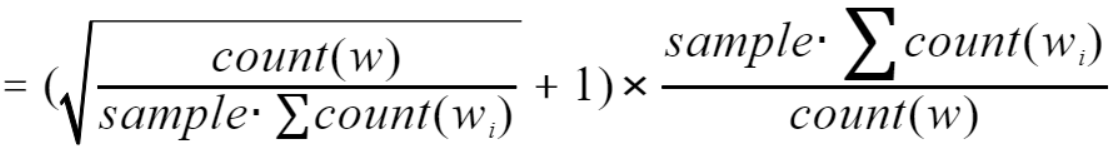 = (√(count(w) / (sample· ∑count(wᵢ))) + 1) × (sample· ∑count(wᵢ)) / count(w)